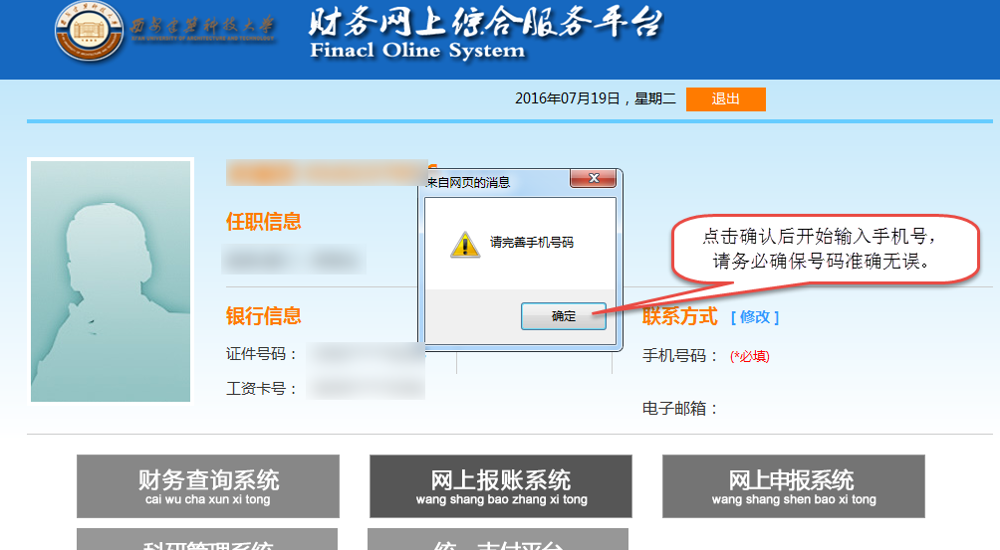 西安建筑科技大学
XI'AN UNIVERSITY OF ARCHITECTURE AND TECHNOLOGY
财务网上综合服务平台
Finacl Oline System
2016年07月19日，星期二 退出
来自网页的消息
任职信息
请完善手机号码
点击确认后开始输入手机号，
请务必确保号码准确无误。
确定
银行信息
联系方式 [ 修改 ]
证件号码：
手机号码： (*必填)
工资卡号：
电子邮箱：
财务查询系统
cai wu cha xun xi tong
网上报账系统
wang shang bao zhang xi tong
网上申报系统
wang shang shen bao xi tong
科研管理系统
统一支付平台